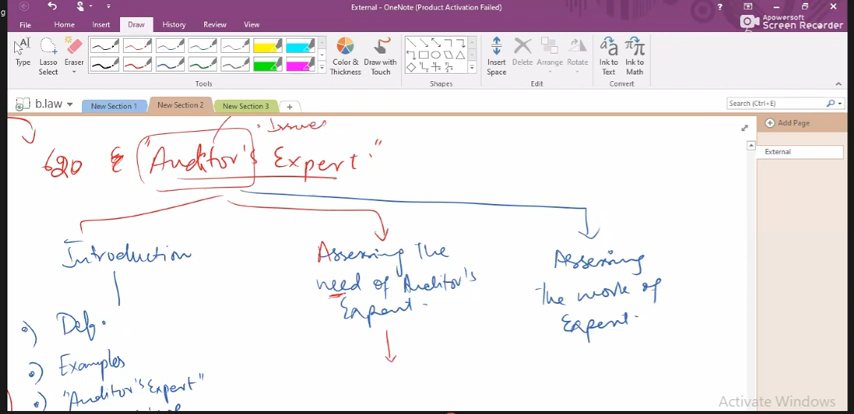 External - OneNote (Product Activation Failed)
Apowersoft
Screen Recorder
File Home Insert Draw History Review View
Type
Lasso Select
Eraser
Color & Thickness
Draw with Touch
Insert Space
Delete
Arrange
Rotate
Ink to Text
Ink to Math
Tools
Shapes
Edit
Convert
b.law
New Section 1
New Section 2
New Section 3
Search (Ctrl+E)
Add Page
External
. Issues
620 "Auditor's Expert."
Introduction
Assessing the
need of Auditor's
Expert.
Assessing
the work of
Expert.
Defn.
Examples
"Auditor's Expert"
Activate Windows